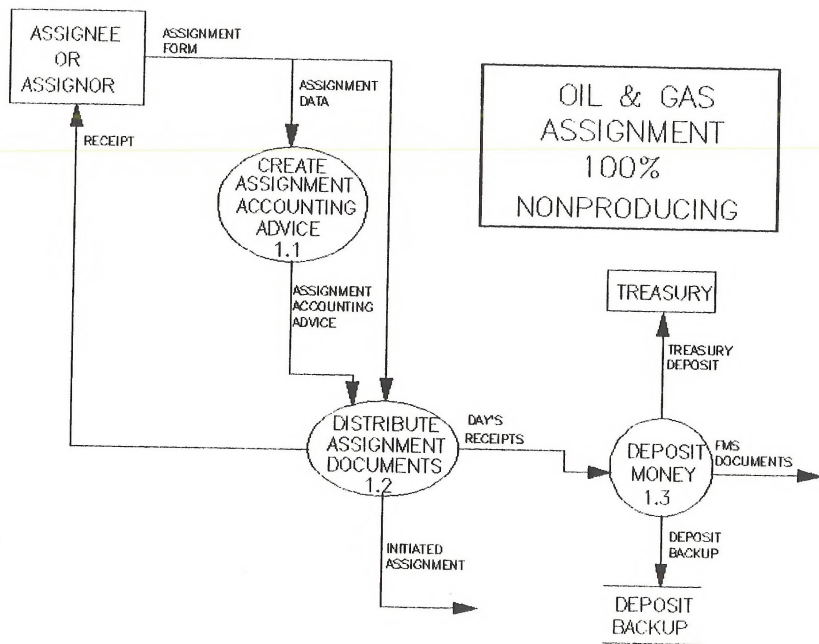 ASSIGNEE
OR
ASSIGNOR
ASSIGNMENT
FORM
ASSIGNMENT
DATA
RECEIPT
OIL & GAS
ASSIGNMENT
100%
NONPRODUCING
CREATE
ASSIGNMENT
ACCOUNTING
ADVICE
1.1
ASSIGNMENT
ACCOUNTING
ADVICE
TREASURY
TREASURY
DEPOSIT
DISTRIBUTE
ASSIGNMENT
DOCUMENTS
1.2
DAY'S
RECEIPTS
DEPOSIT
MONEY
1.3
FMS
DOCUMENTS
INITIATED
ASSIGNMENT
DEPOSIT
BACKUP
DEPOSIT
BACKUP